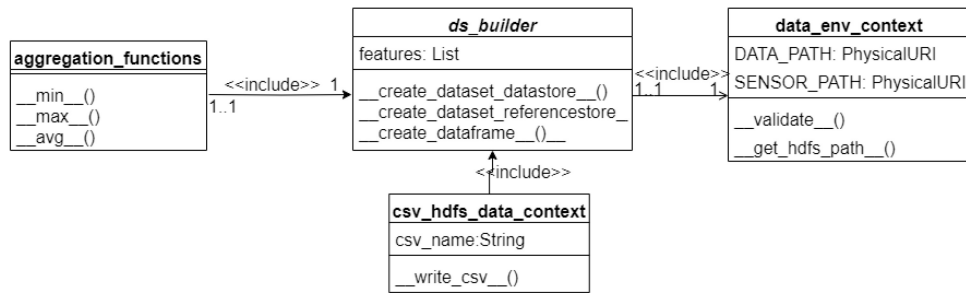 aggregation_functions
__min__()
__max__()
__avg__()
<<include>>
1
1..1
ds_builder
features: List
__create_dataset_datastore__()
__create_dataset_referencestore_
__create_dataframe__()__
<<include>>
1..1
1
data_env_context
DATA_PATH: PhysicalURI
SENSOR_PATH: PhysicalURI
__validate__()
__get_hdfs_path__()
<<include>>
csv_hdfs_data_context
csv_name:String
__write_csv__()